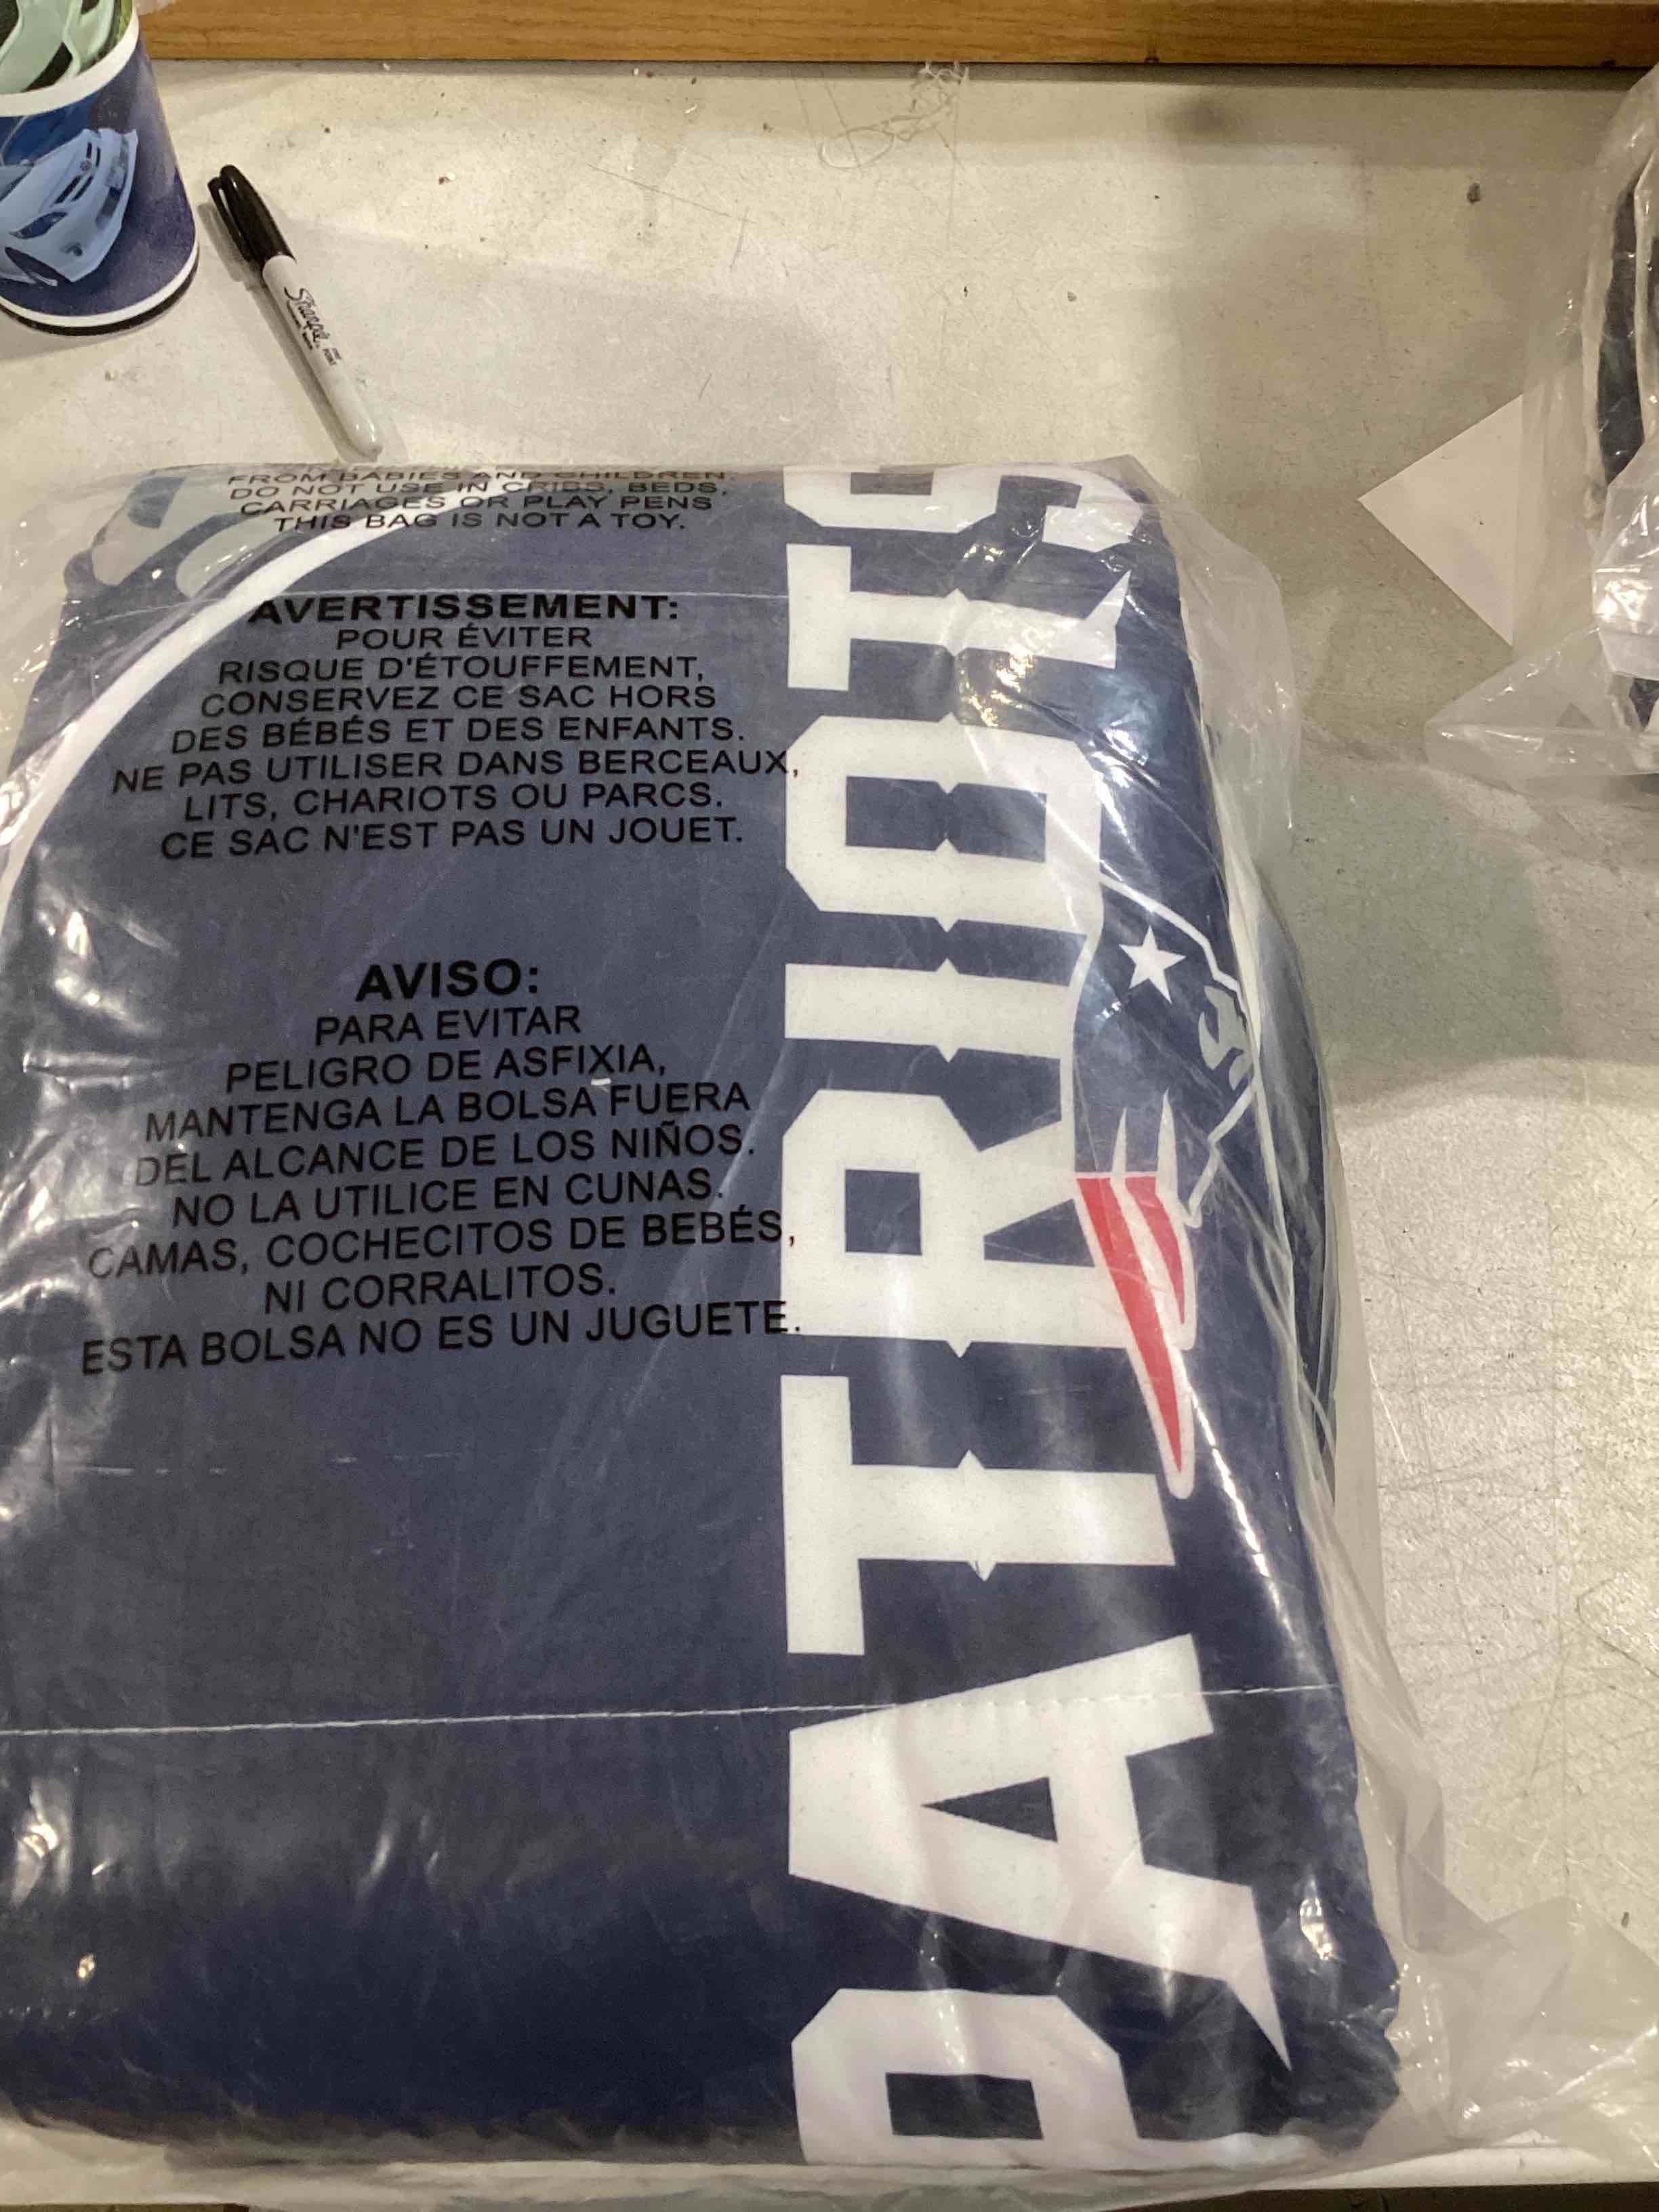 FROM BABIES AND CHILDREN.
DO NOT USE IN CRIBS, BEDS,
CARRIAGES OR PLAY PENS
THIS BAG IS NOT A TOY.
AVERTISSEMENT:
POUR ÉVITER
RISQUE D'ÉTOUFFEMENT,
CONSERVEZ CE SAC HORS
DES BÉBÉS ET DES ENFANTS.
NE PAS UTILISER DANS BERCEAUX,
LITS, CHARIOTS OU PARCS.
CE SAC N'EST PAS UN JOUET.
AVISO:
PARA EVITAR
PELIGRO DE ASFIXIA,
MANTENGA LA BOLSA FUERA
DEL ALCANCE DE LOS NIÑOS.
NO LA UTILICE EN CUNAS.
CAMAS, COCHECITOS DE BEBÉS,
NI CORRALITOS.
ESTA BOLSA NO ES UN JUGUETE.
PATRIOTS
Sharpie